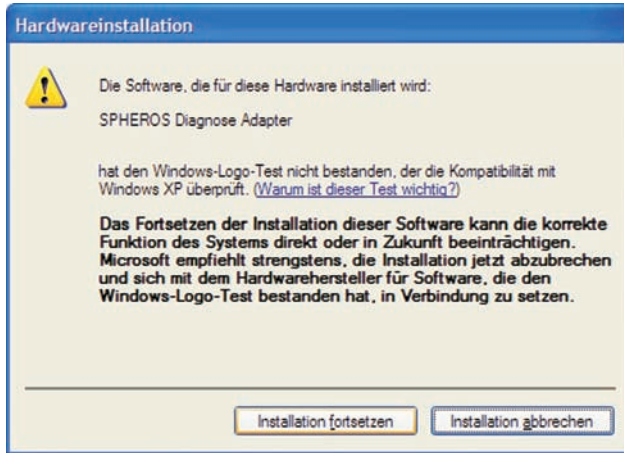 Hardwareinstallation
Die Software, die für diese Hardware installiert wird:
SPHEROS Diagnose Adapter
hat den Windows-Logo-Test nicht bestanden, der die Kompatibilität mit
Windows XP überprüft. (Warum ist dieser Test wichtig?)
Das Fortsetzen der Installation dieser Software kann die korrekte
Funktion des Systems direkt oder in Zukunft beeinträchtigen.
Microsoft empfiehlt strengstens, die Installation jetzt abzubrechen
und sich mit dem Hardwarehersteller für Software, die den
Windows-Logo-Test bestanden hat, in Verbindung zu setzen.
Installation fortsetzen
Installation abbrechen